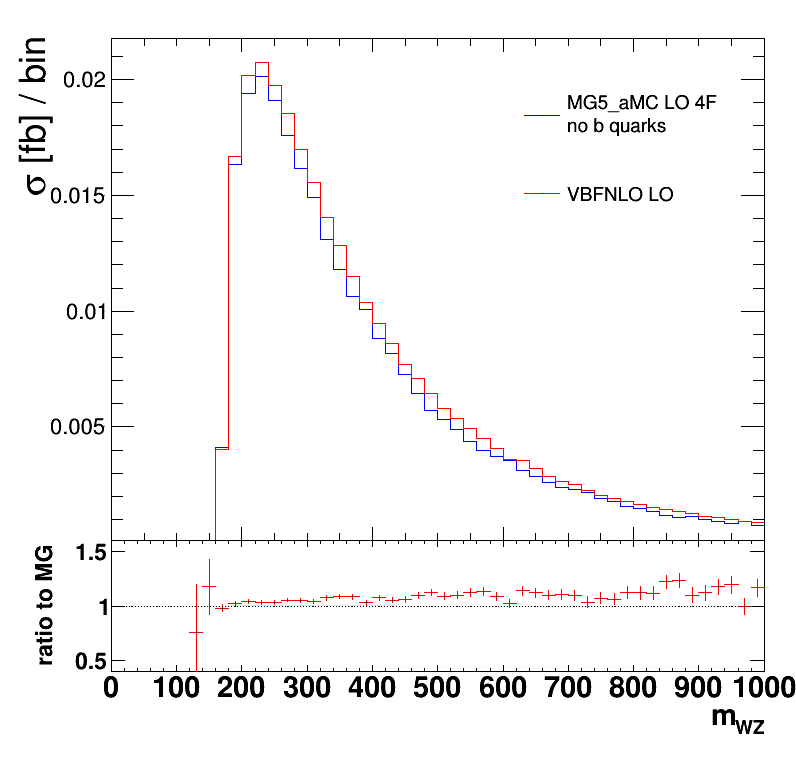 σ [fb] / bin
0.02
0.015
0.01
0.005
MG5_aMC LO 4F
no b quarks
VBFNLO LO
ratio to MG
1.5
1
0.5
0 100 200 300 400 500 600 700 800 900 1000
mWZ